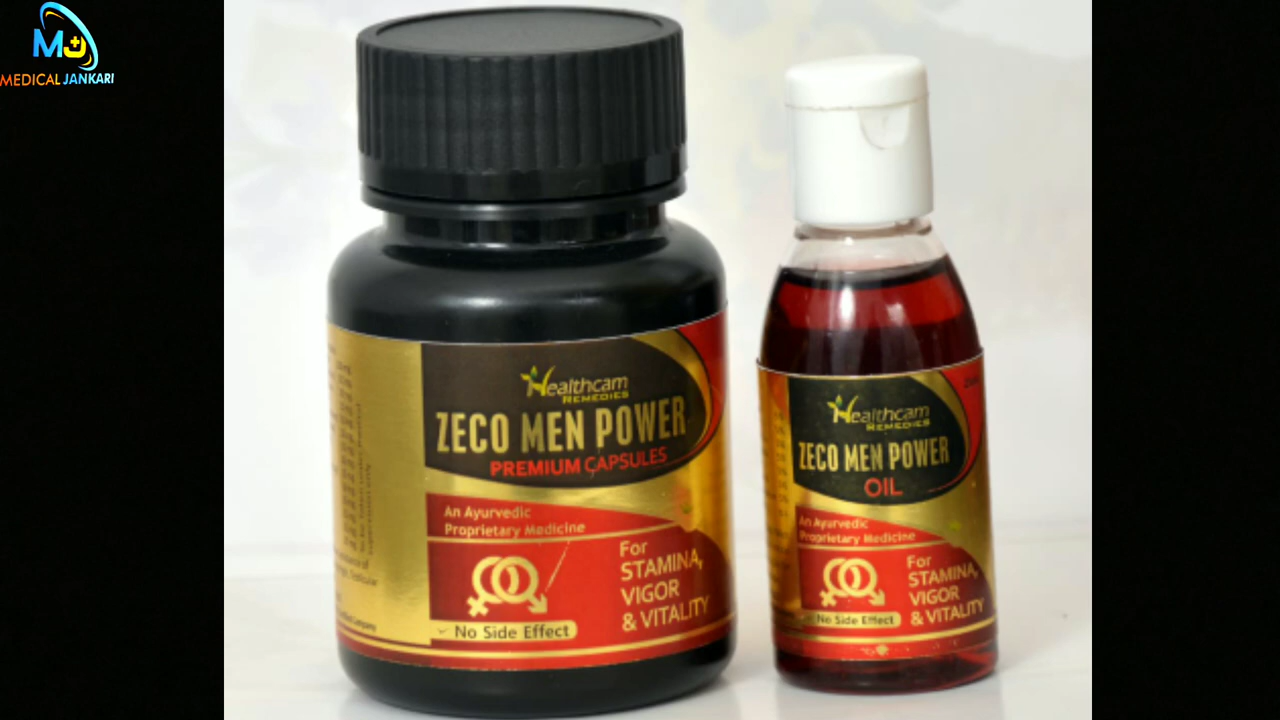 MEDICAL JANKARI
Healthcam
REMEDIES
ZECO MEN POWER
PREMIUM CAPSULES
An Ayurvedic
Proprietary Medicine
For
STAMINA,
VIGOR
& VITALITY
No Side Effect
Healthcam
REMEDIES
ZECO MEN POWER
OIL
An Ayurvedic
Proprietary Medicine
For
STAMINA,
VIGOR
& VITALITY
No Side Effect